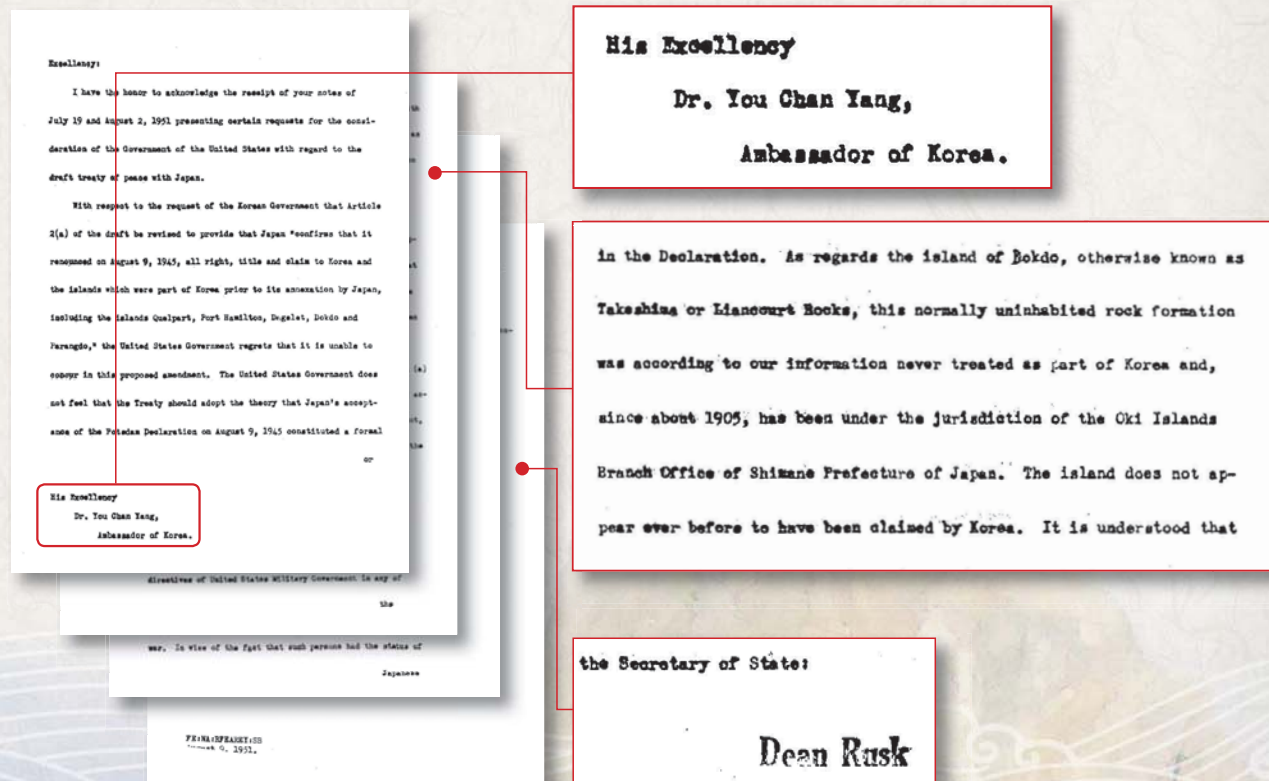 Excellency:
I have the honor to acknowledge the receipt of your notes of
July 19 and August 2, 1951 presenting certain requests for the consi-
deration of the Government of the United States with regard to the
draft treaty of peace with Japan.
With respect to the request of the Korean Government that Article
2(a) of the draft be revised to provide that Japan "confirms that it
renounced on August 9, 1945, all right, title and claim to Korea and
the islands which were part of Korea prior to its annexation by Japan,
including the islands Quelpart, Port Hamilton, Dagelet, Dokdo and
Parangdo," the United States Government regrets that it is unable to
concur in this proposed amendment. The United States Government does
not feel that the Treaty should adopt the theory that Japan's accept-
ance of the Potsdam Declaration on August 9, 1945 constituted a formal
or
His Excellency
Dr. You Chan Yang,
Ambassador of Korea.
directives of United States Military Government in any of
the
war. In view of the fact that such persons had the status of
Japanese
August 9, 1951.
His Excellency
Dr. You Chan Yang,
Ambassador of Korea.
in the Declaration. As regards the island of Dokdo, otherwise known as
Takeshima or Liancourt Rocks, this normally uninhabited rock formation
was according to our information never treated as part of Korea and,
since about 1905, has been under the jurisdiction of the Oki Islands
Branch Office of Shimane Prefecture of Japan. The island does not ap-
pear ever before to have been claimed by Korea. It is understood that
the Secretary of State:
Dean Rusk